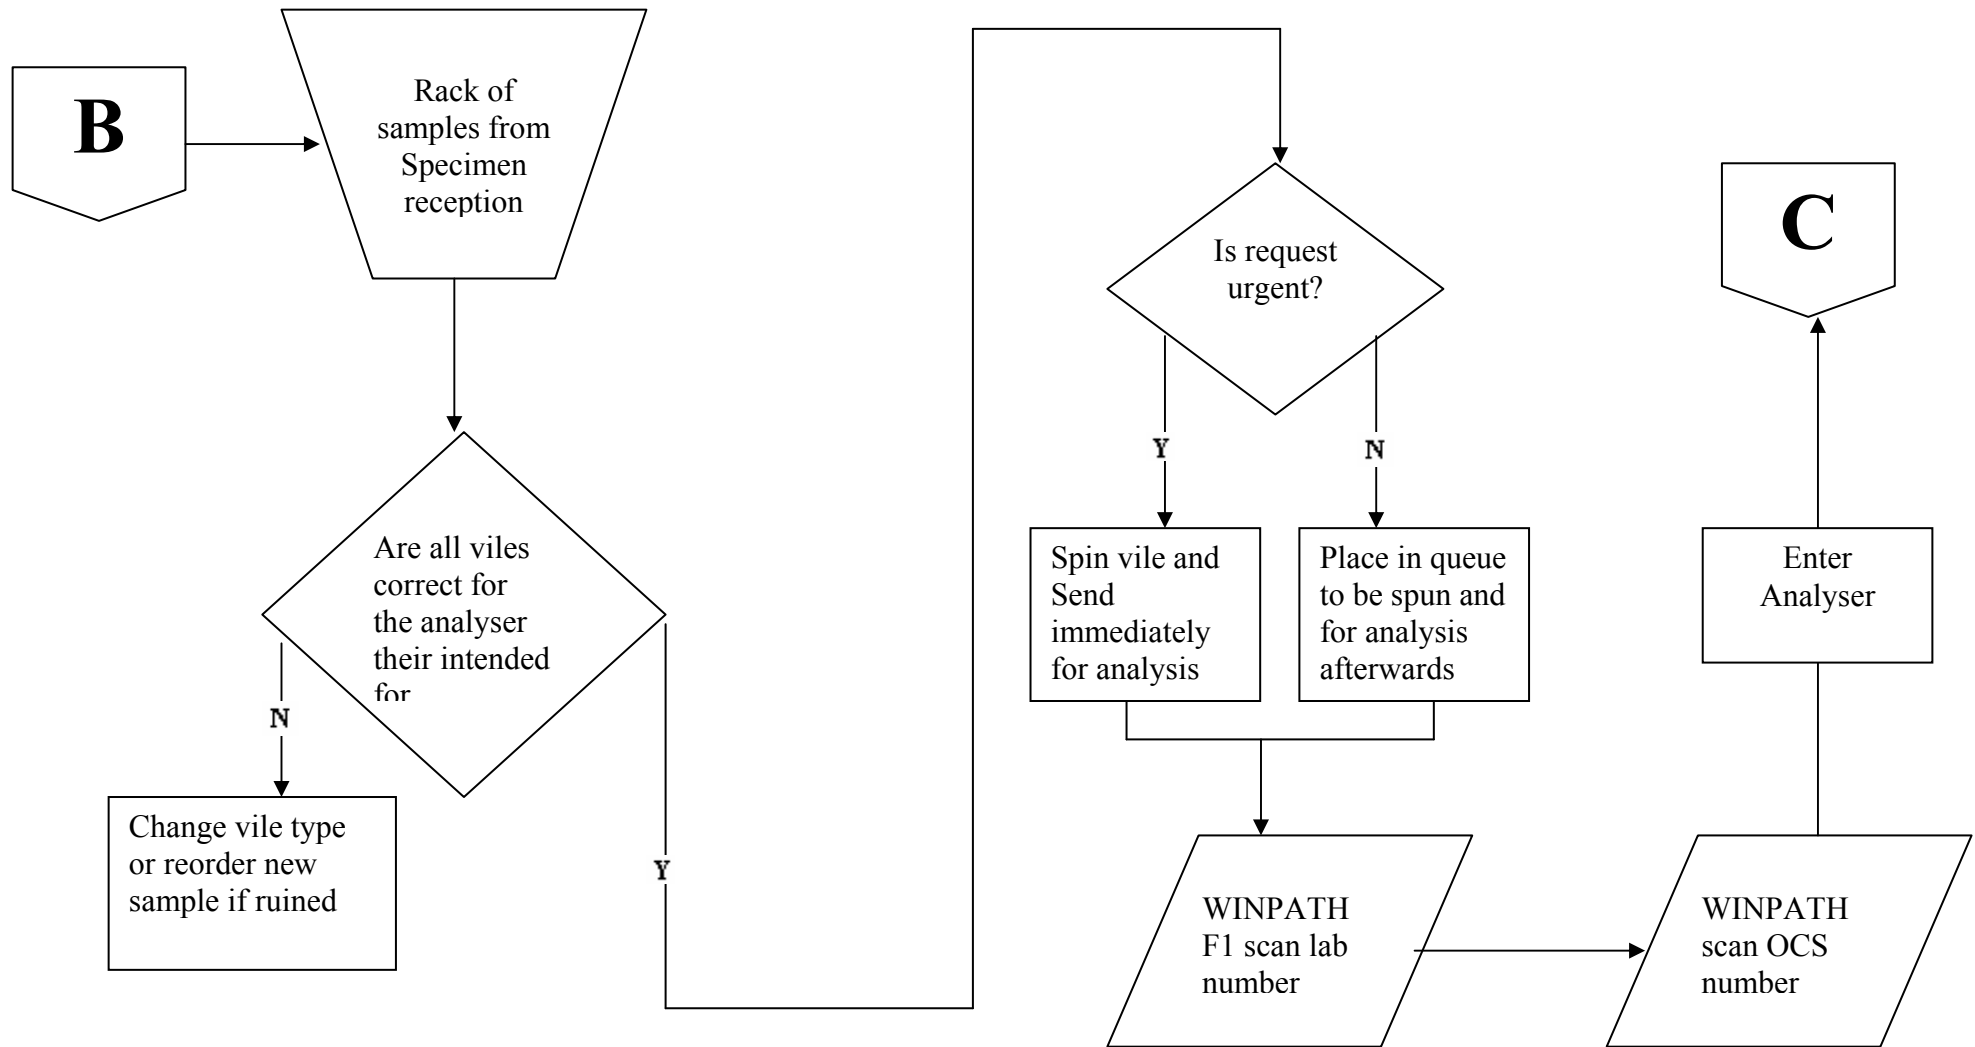 B
Rack of
samples from
Specimen
reception
Are all viles
correct for
the analyser
their intended
for
N
Change vile type
or reorder new
sample if ruined
Y
Is request
urgent?
Y
N
Spin vile and
Send
immediately
for analysis
Place in queue
to be spun and
for analysis
afterwards
WINPATH
F1 scan lab
number
WINPATH
scan OCS
number
Enter
Analyser
C